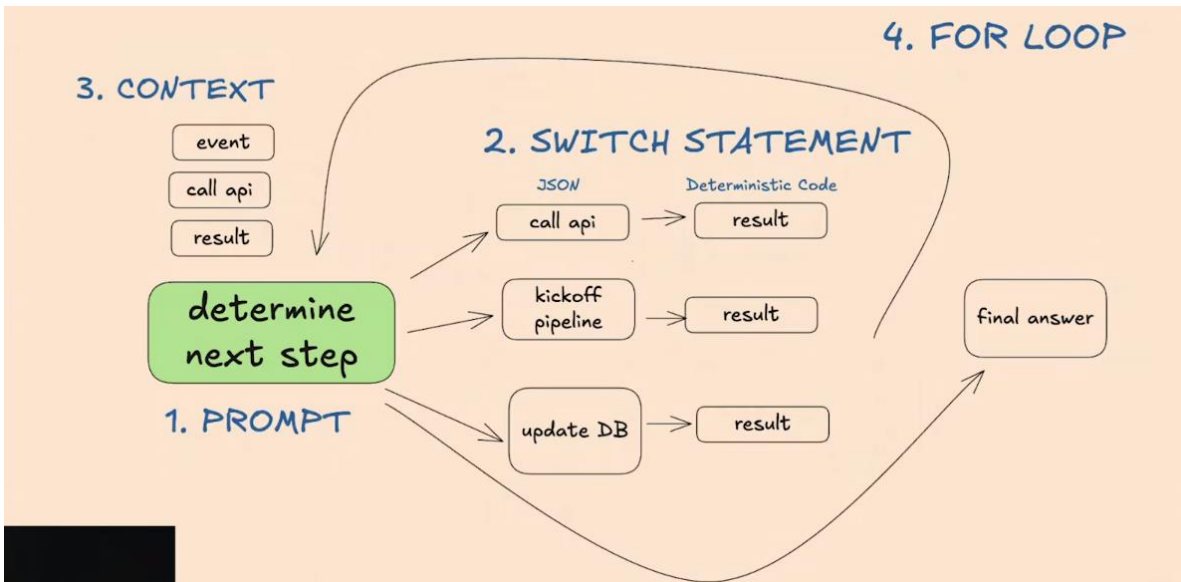 4. FOR LOOP
3. CONTEXT
event
call api
result
2. SWITCH STATEMENT
JSON
Deterministic Code
call api
result
kickoff
pipeline
result
update DB
result
determine
next step
1. PROMPT
final answer